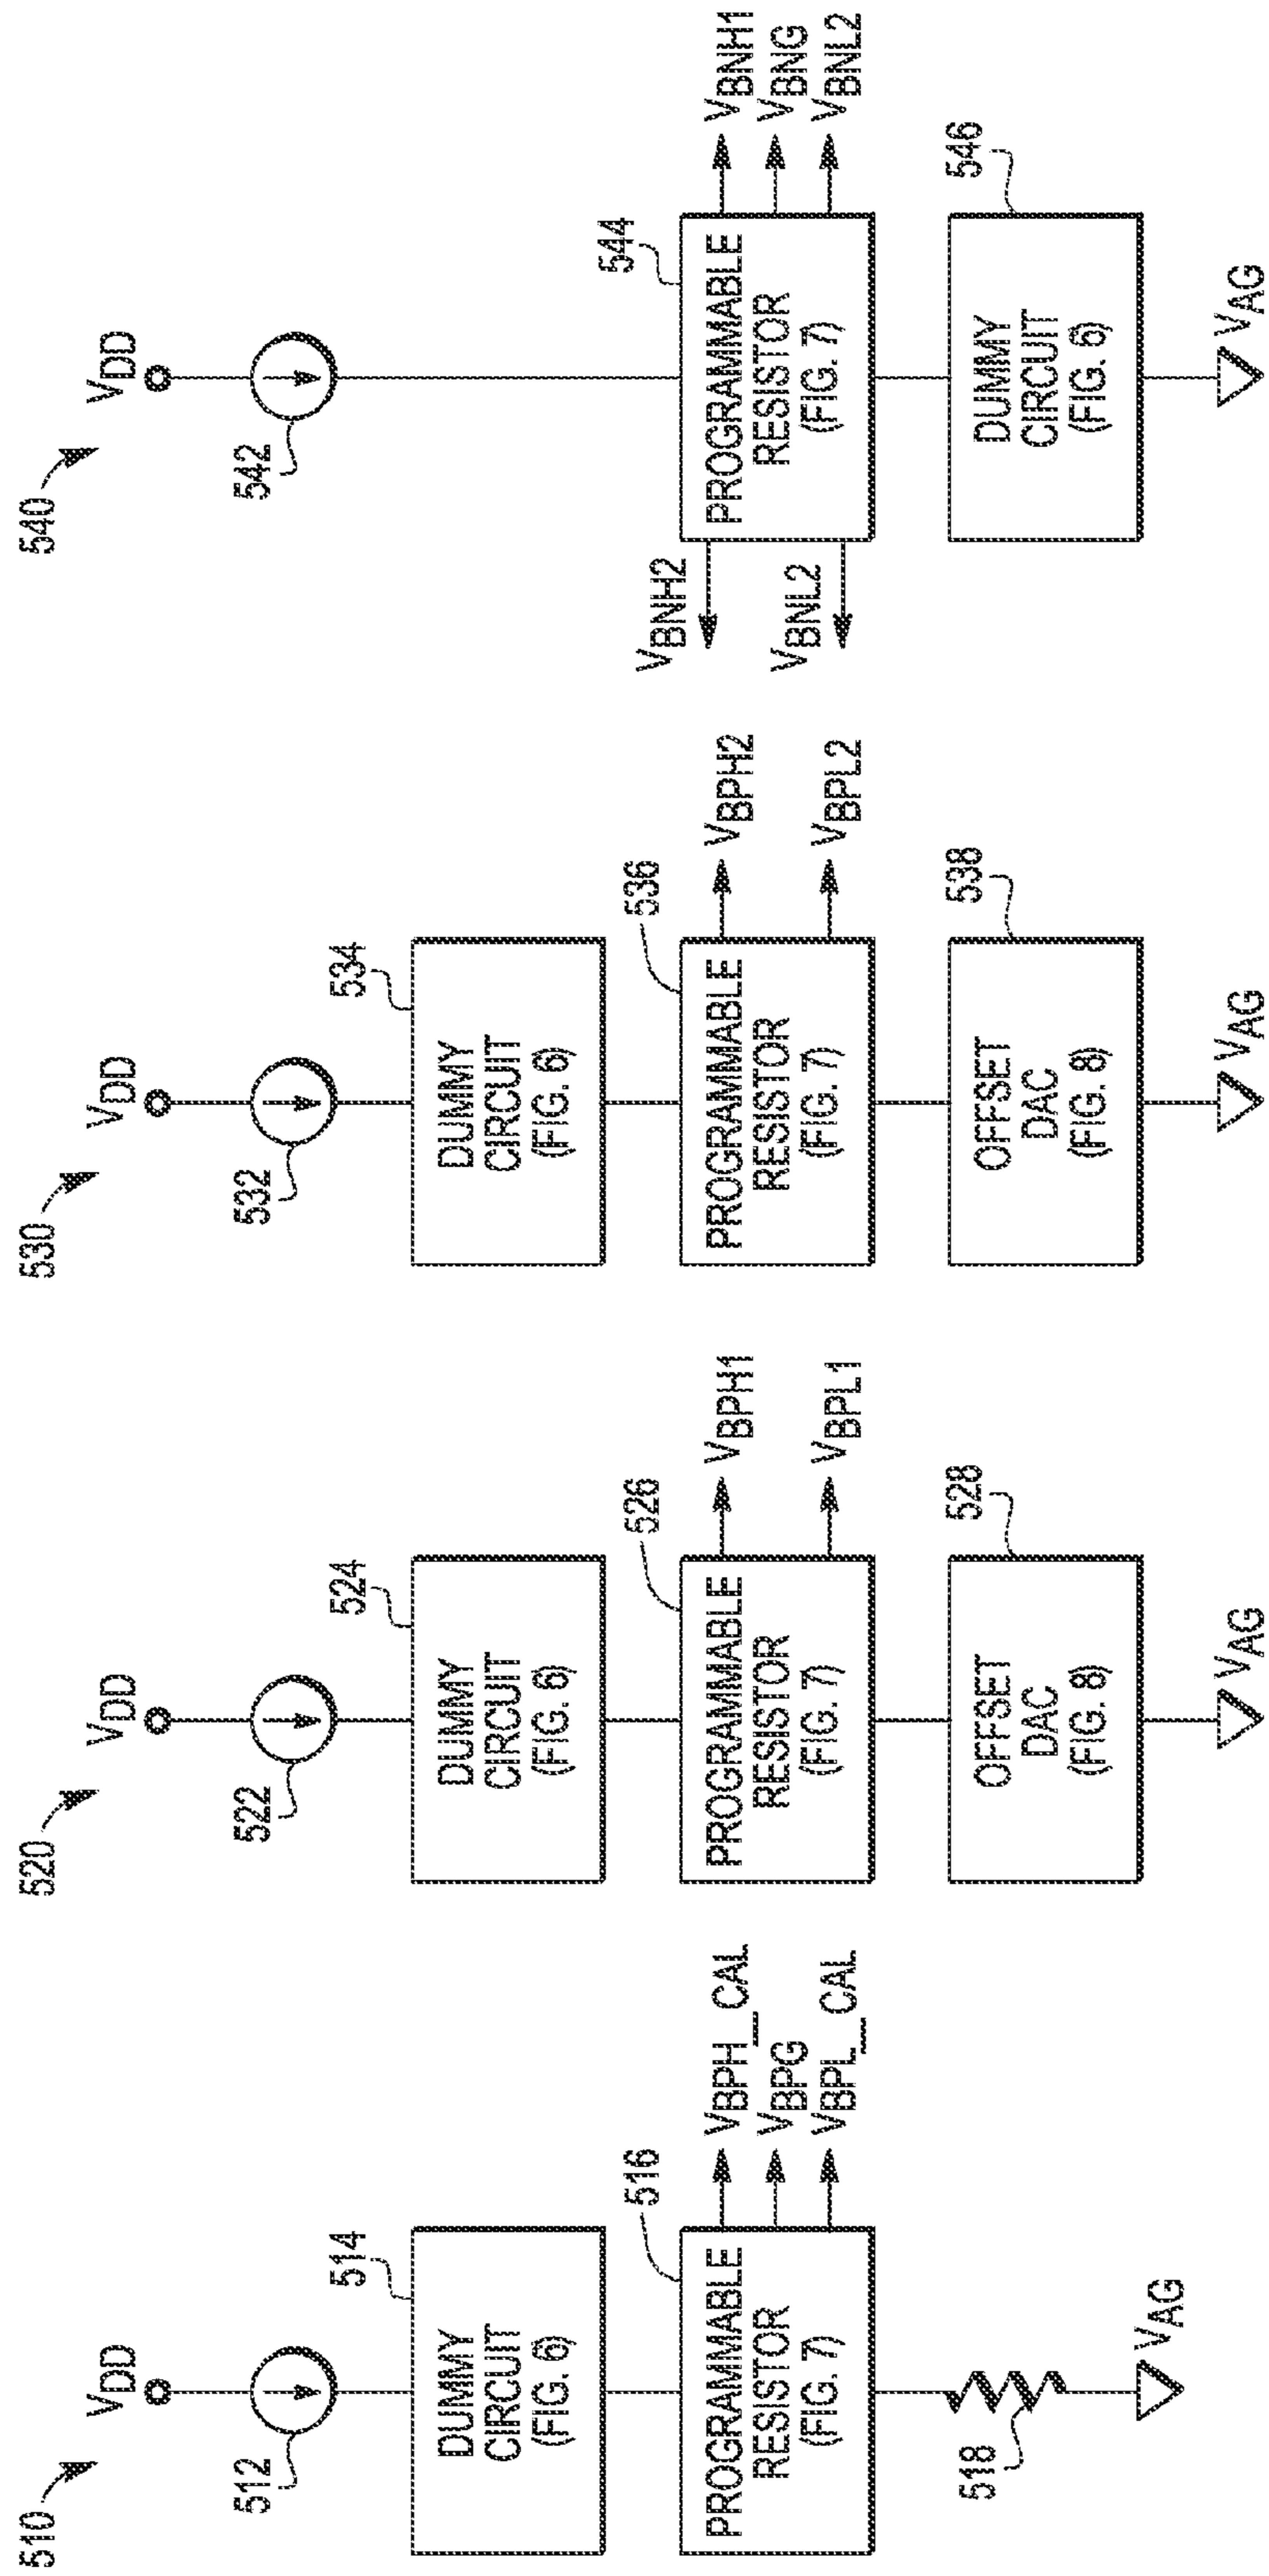 510
VDD
512
514
DUMMY
CIRCUIT
(FIG. 6)
516
PROGRAMMABLE
RESISTOR
(FIG. 7)
VBPH_CAL
VBPG
VBPL_CAL
518
VAG
520
VDD
522
524
DUMMY
CIRCUIT
(FIG. 6)
526
PROGRAMMABLE
RESISTOR
(FIG. 7)
VBPH1
VBPL1
528
OFFSET
DAC
(FIG. 8)
VAG
530
VDD
532
534
DUMMY
CIRCUIT
(FIG. 6)
536
PROGRAMMABLE
RESISTOR
(FIG. 7)
VBPH2
VBPL2
538
OFFSET
DAC
(FIG. 8)
VAG
540
VDD
542
544
VBNH2
VBNL2
PROGRAMMABLE
RESISTOR
(FIG. 7)
VBNH1
VBNG
VBNL2
546
DUMMY
CIRCUIT
(FIG. 6)
VAG